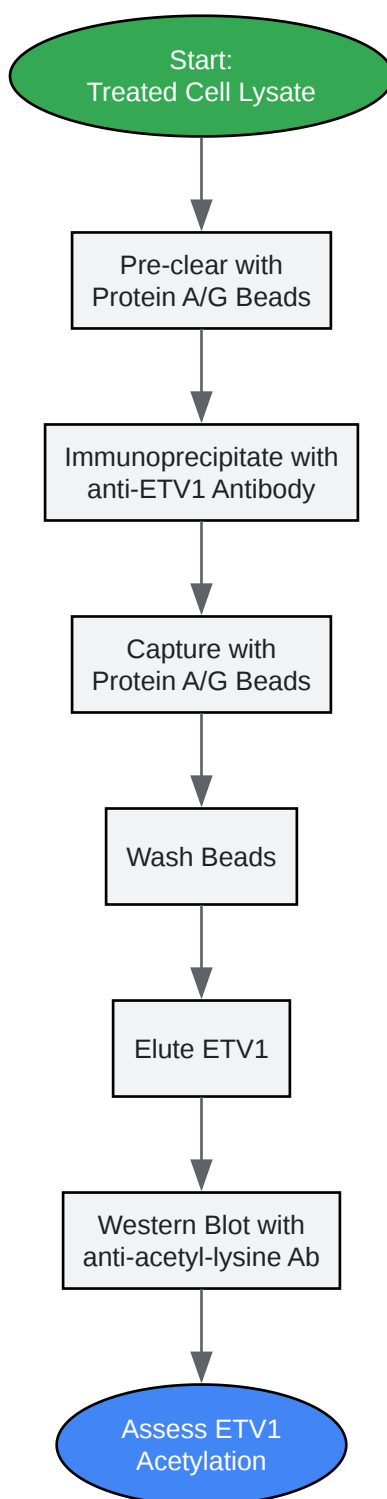 Start:
Treated Cell Lysate
Pre-clear with
Protein A/G Beads
Immunoprecipitate with
anti-ETV1 Antibody
Capture with
Protein A/G Beads
Wash Beads
Elute ETV1
Western Blot with
anti-acetyl-lysine Ab
Assess ETV1
Acetylation